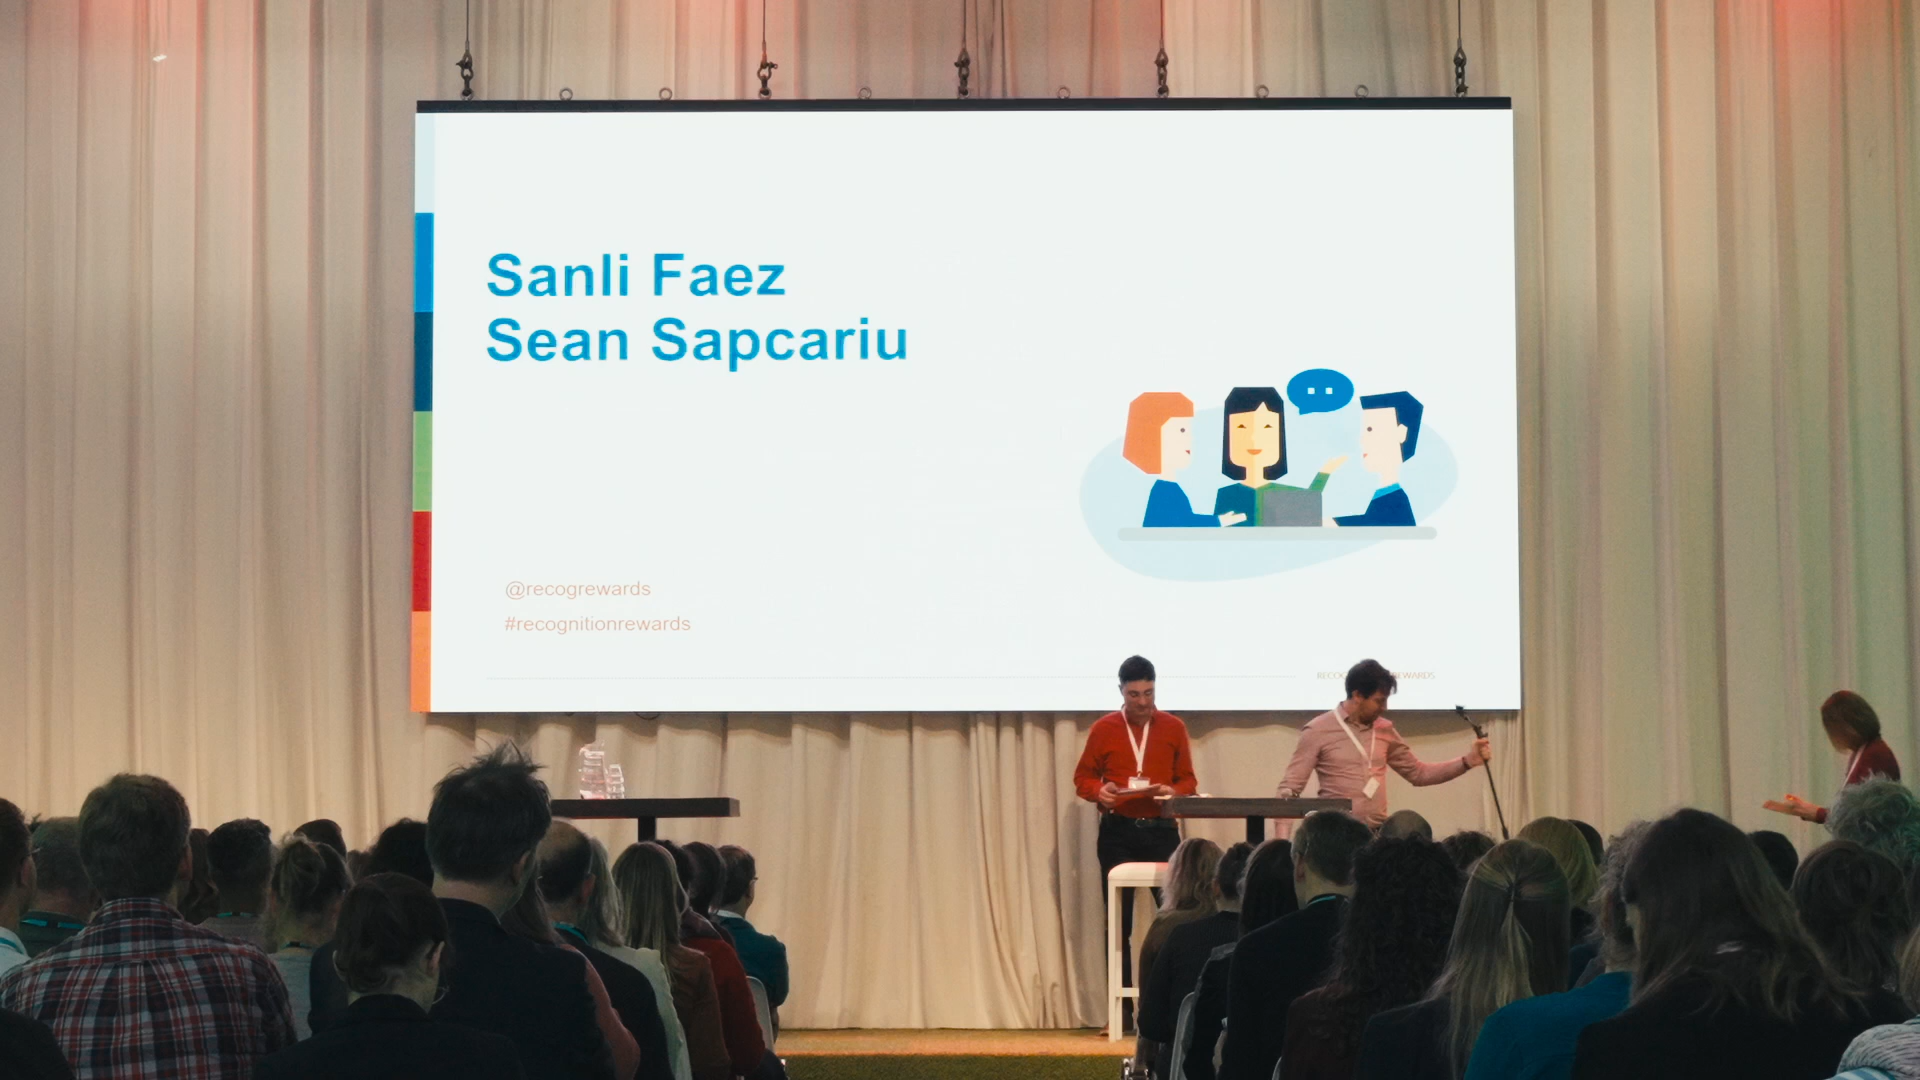 Sanli Faez
Sean Sapcariu
@recogrewards
#recognitionrewards